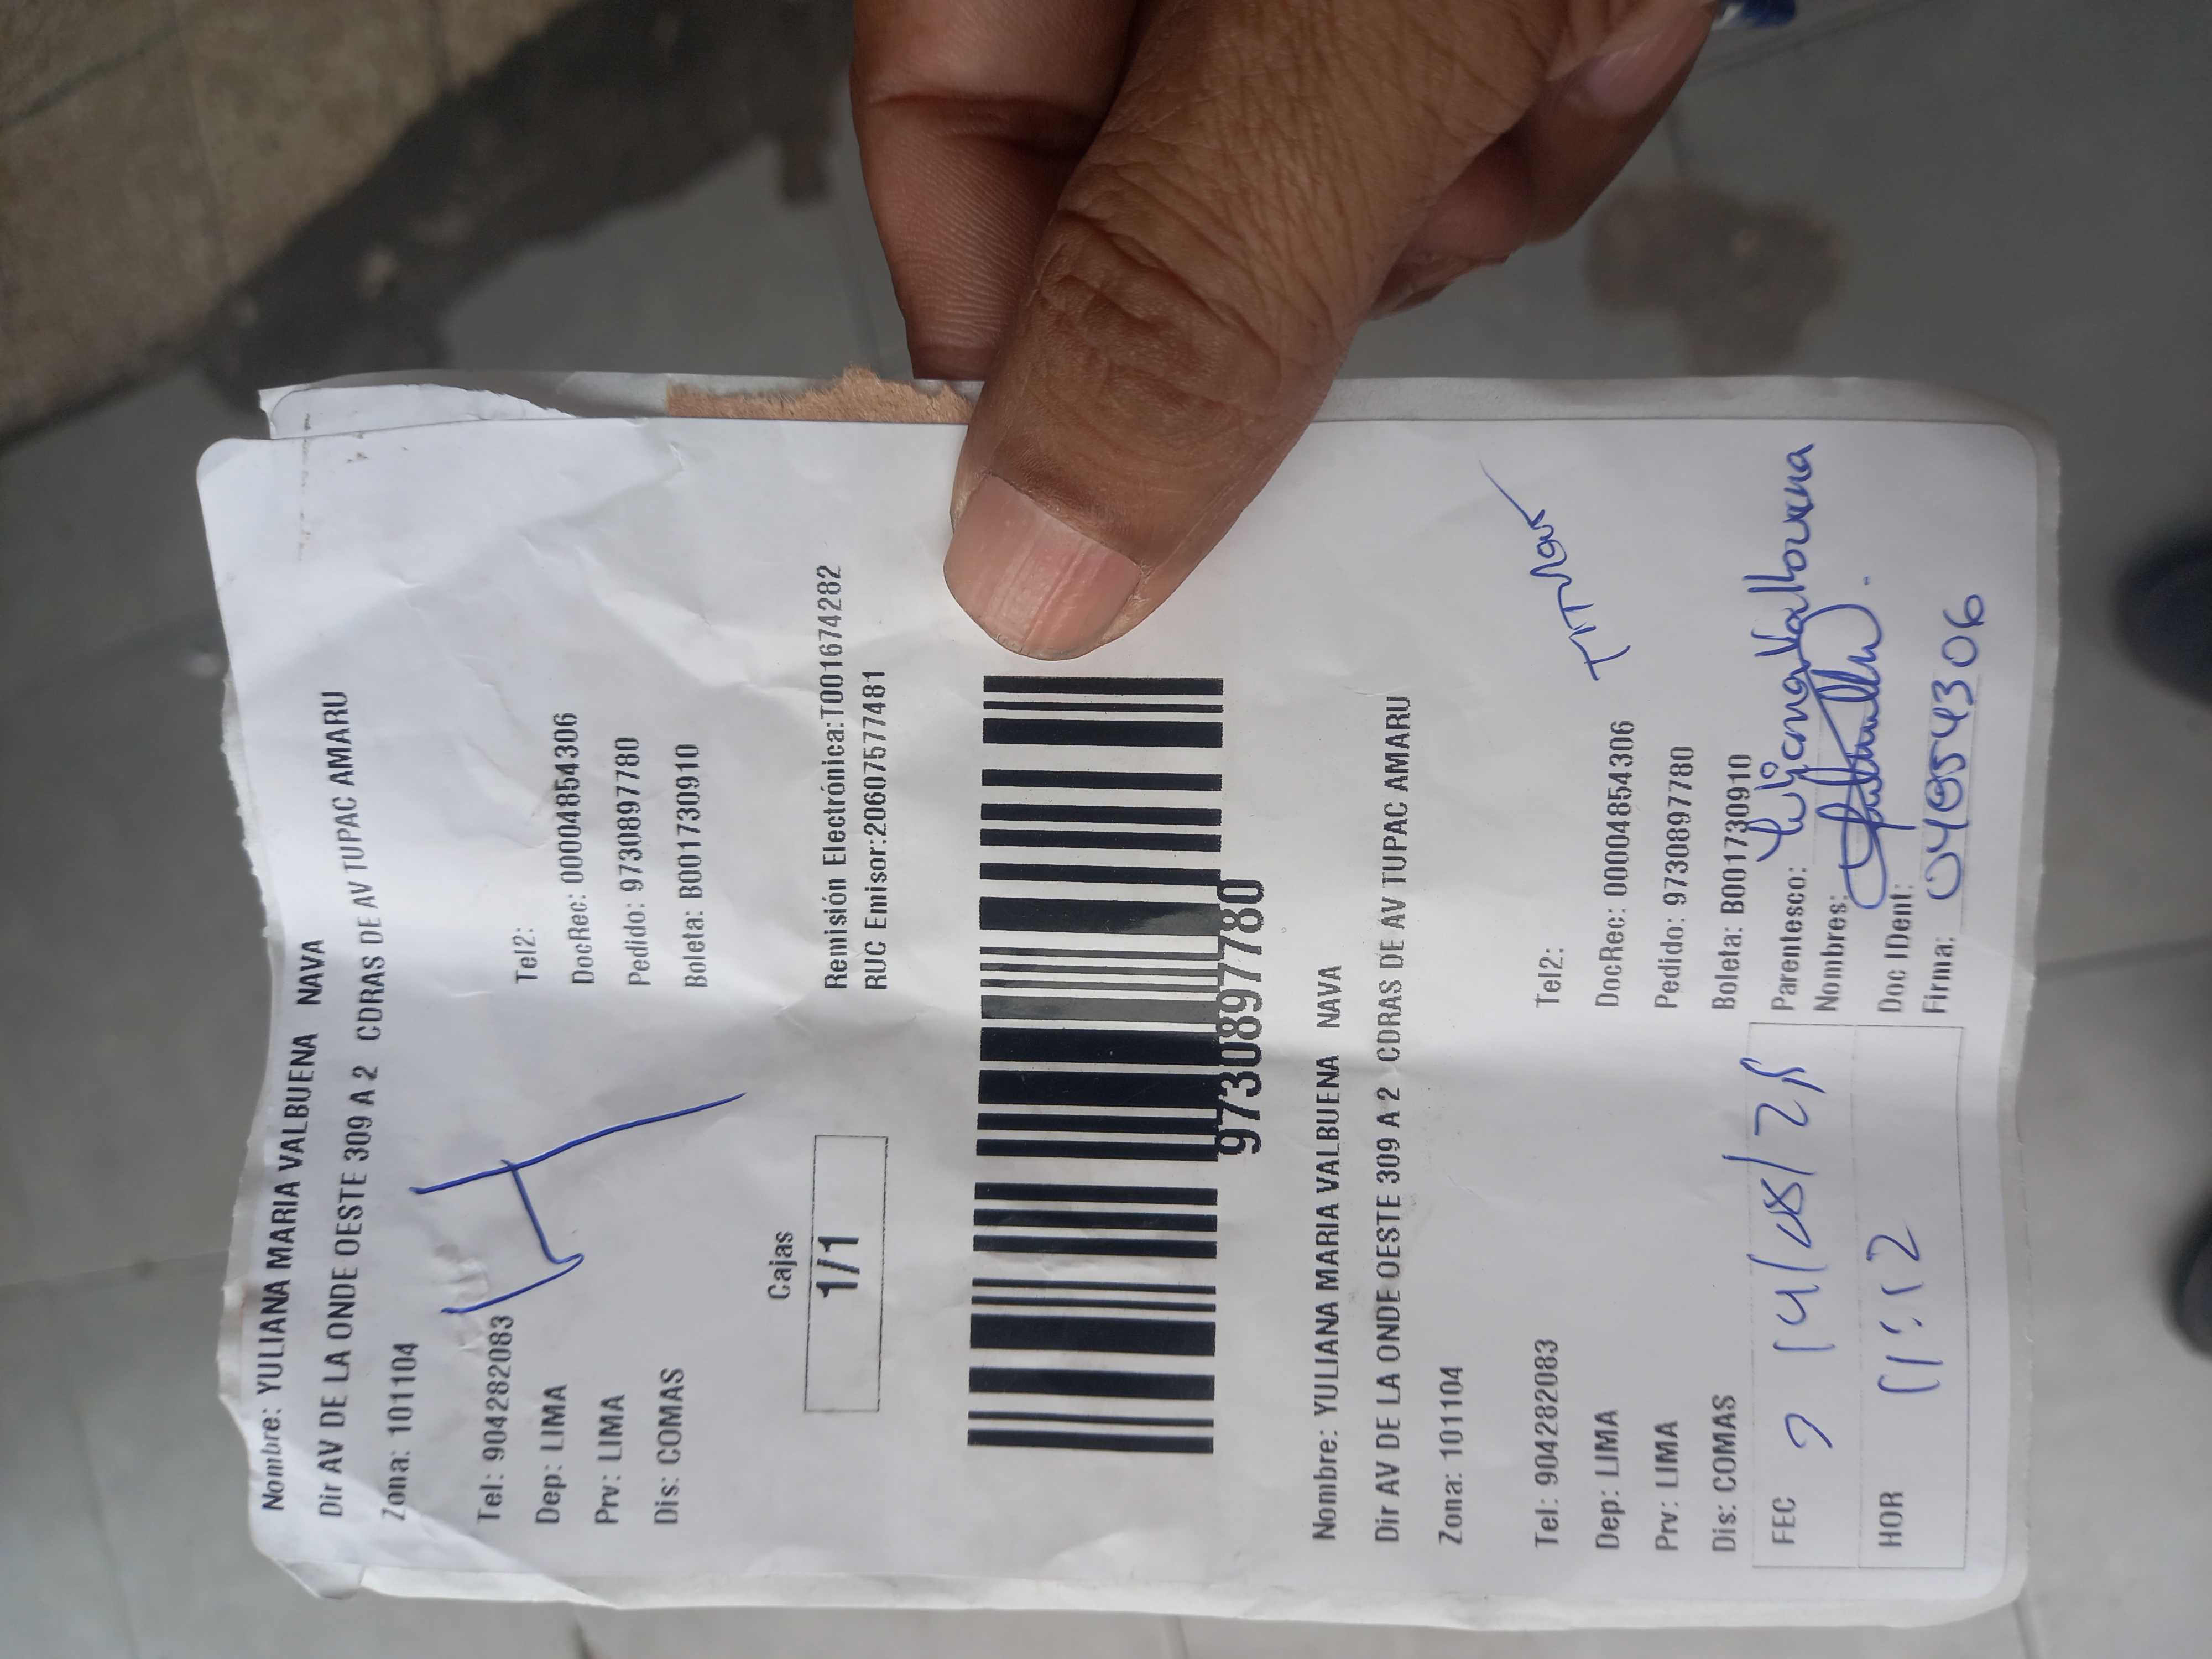 Nombre: YULIANA MARIA VALBUENA NAVA
Dir AV DE LA ONDE OESTE 309 A 2 CDRAS DE AV TUPAC AMARU
Zona: 101104
Tel: 904282083 Tel2:
Dep: LIMA DocRec: 00004854306
Prv: LIMA Pedido: 9730897780
Dis: COMAS Boleta: B001730910
Cajas
1/1
Remisión Electrónica:T001674282
RUC Emisor:20607577481
9730897780
Nombre: YULIANA MARIA VALBUENA NAVA
Dir AV DE LA ONDE OESTE 309 A 2 CDRAS DE AV TUPAC AMARU
Zona: 101104
Tel: 904282083 Tel2:
Dep: LIMA DocRec: 00004854306
Prv: LIMA Pedido: 9730897780
Dis: COMAS Boleta: B001730910
FEC 14/08/25 Parentesco:
Nombres:
HOR 11:12 Doc IDent:
Firma: 04854306